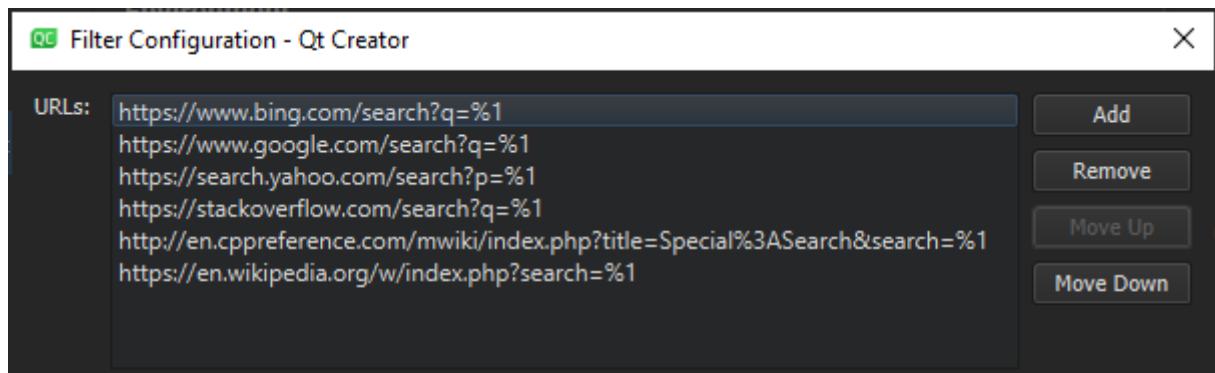 QC Filter Configuration - Qt Creator
URLs:
https://www.bing.com/search?q=%1
https://www.google.com/search?q=%1
https://search.yahoo.com/search?p=%1
https://stackoverflow.com/search?q=%1
http://en.cppreference.com/mwiki/index.php?title=Special%3ASearch&search=%1
https://en.wikipedia.org/w/index.php?search=%1
Add
Remove
Move Up
Move Down